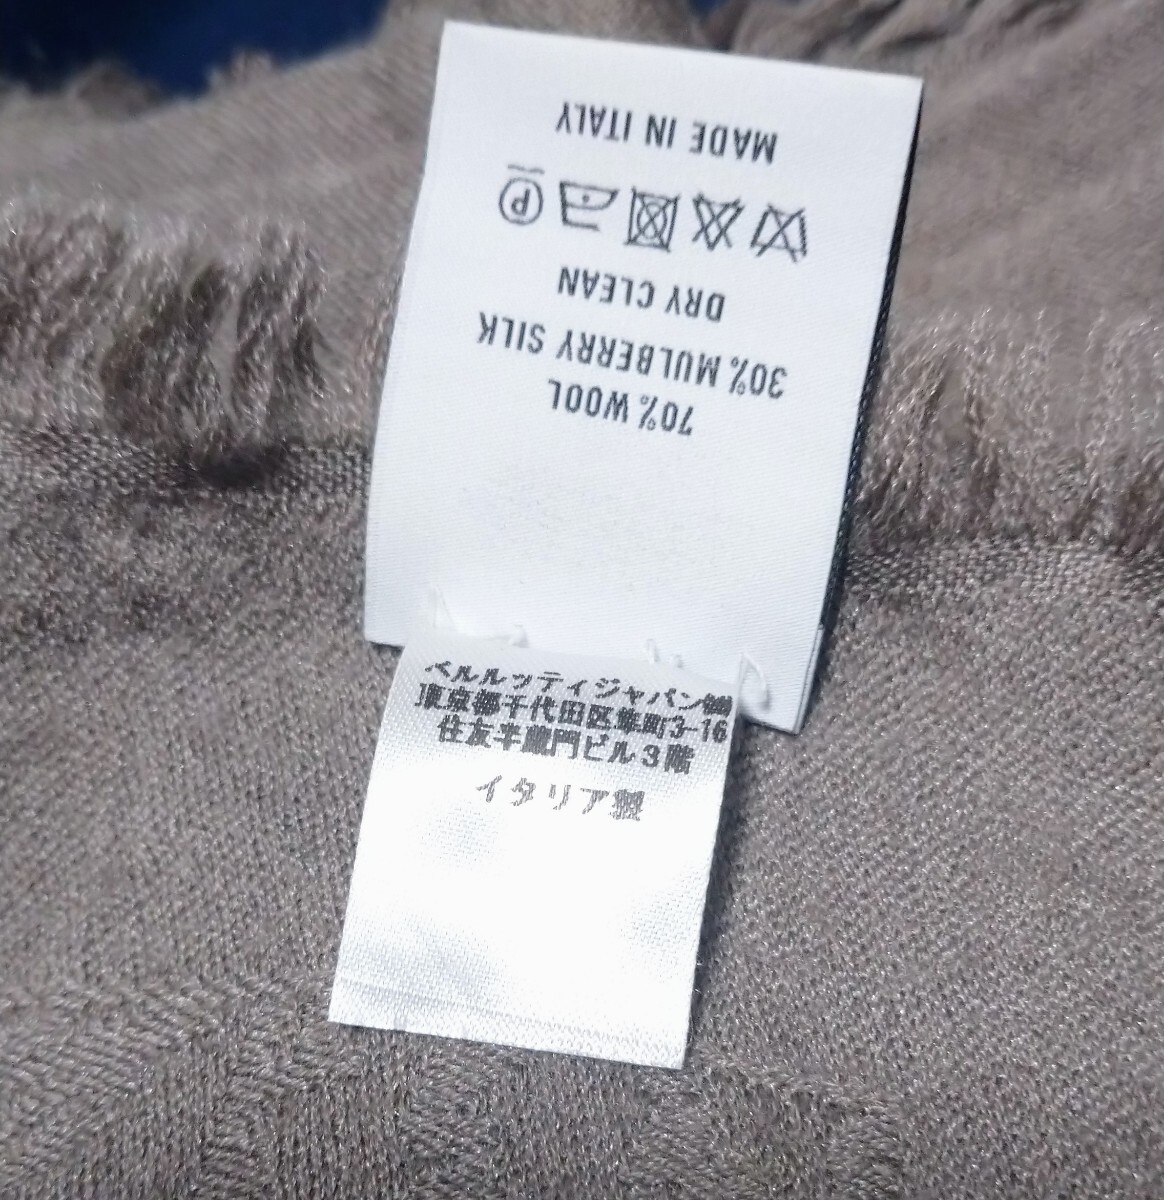 70% WOOL
30% MULBERRY SILK
DRY CLEAN
P
MADE IN ITALY
ベルルッティジャパン㈱
東京都千代田区隼町3-16
住友半蔵門ビル3階
イタリア製